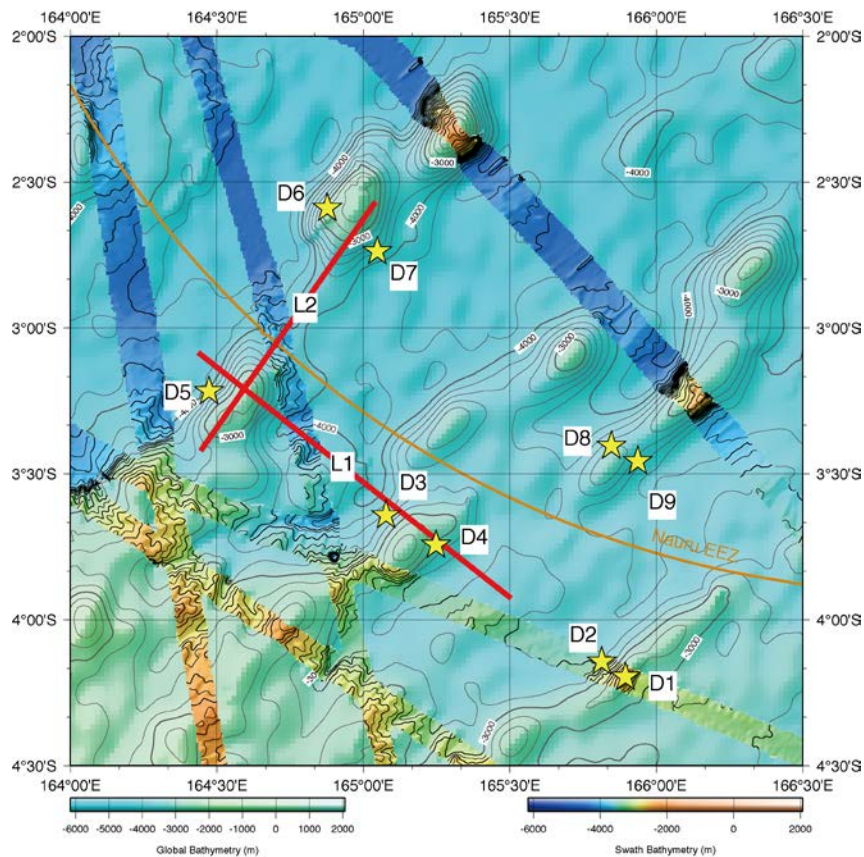 164°00'E 164°30'E 165°00'E 165°30'E 166°00'E 166°30'E
2°00'S 2°00'S
-4000
-3000
-4000
2°30'S 2°30'S
D6
-4000
-4000
-3000
D7
-4000
-3000
L2
3°00'S 3°00'S
-4000
-3000
D5
-3000
-4000
D8
L1
3°30'S 3°30'S
D3
D9
D4
Nauru EEZ
4°00'S 4°00'S
D2
-3000
D1
-3000
4°30'S 4°30'S
164°00'E 164°30'E 165°00'E 165°30'E 166°00'E 166°30'E
-6000 -5000 -4000 -3000 -2000 -1000 0 1000 2000
Global Bathymetry (m)
-6000 -4000 -2000 0 2000
Swath Bathymetry (m)